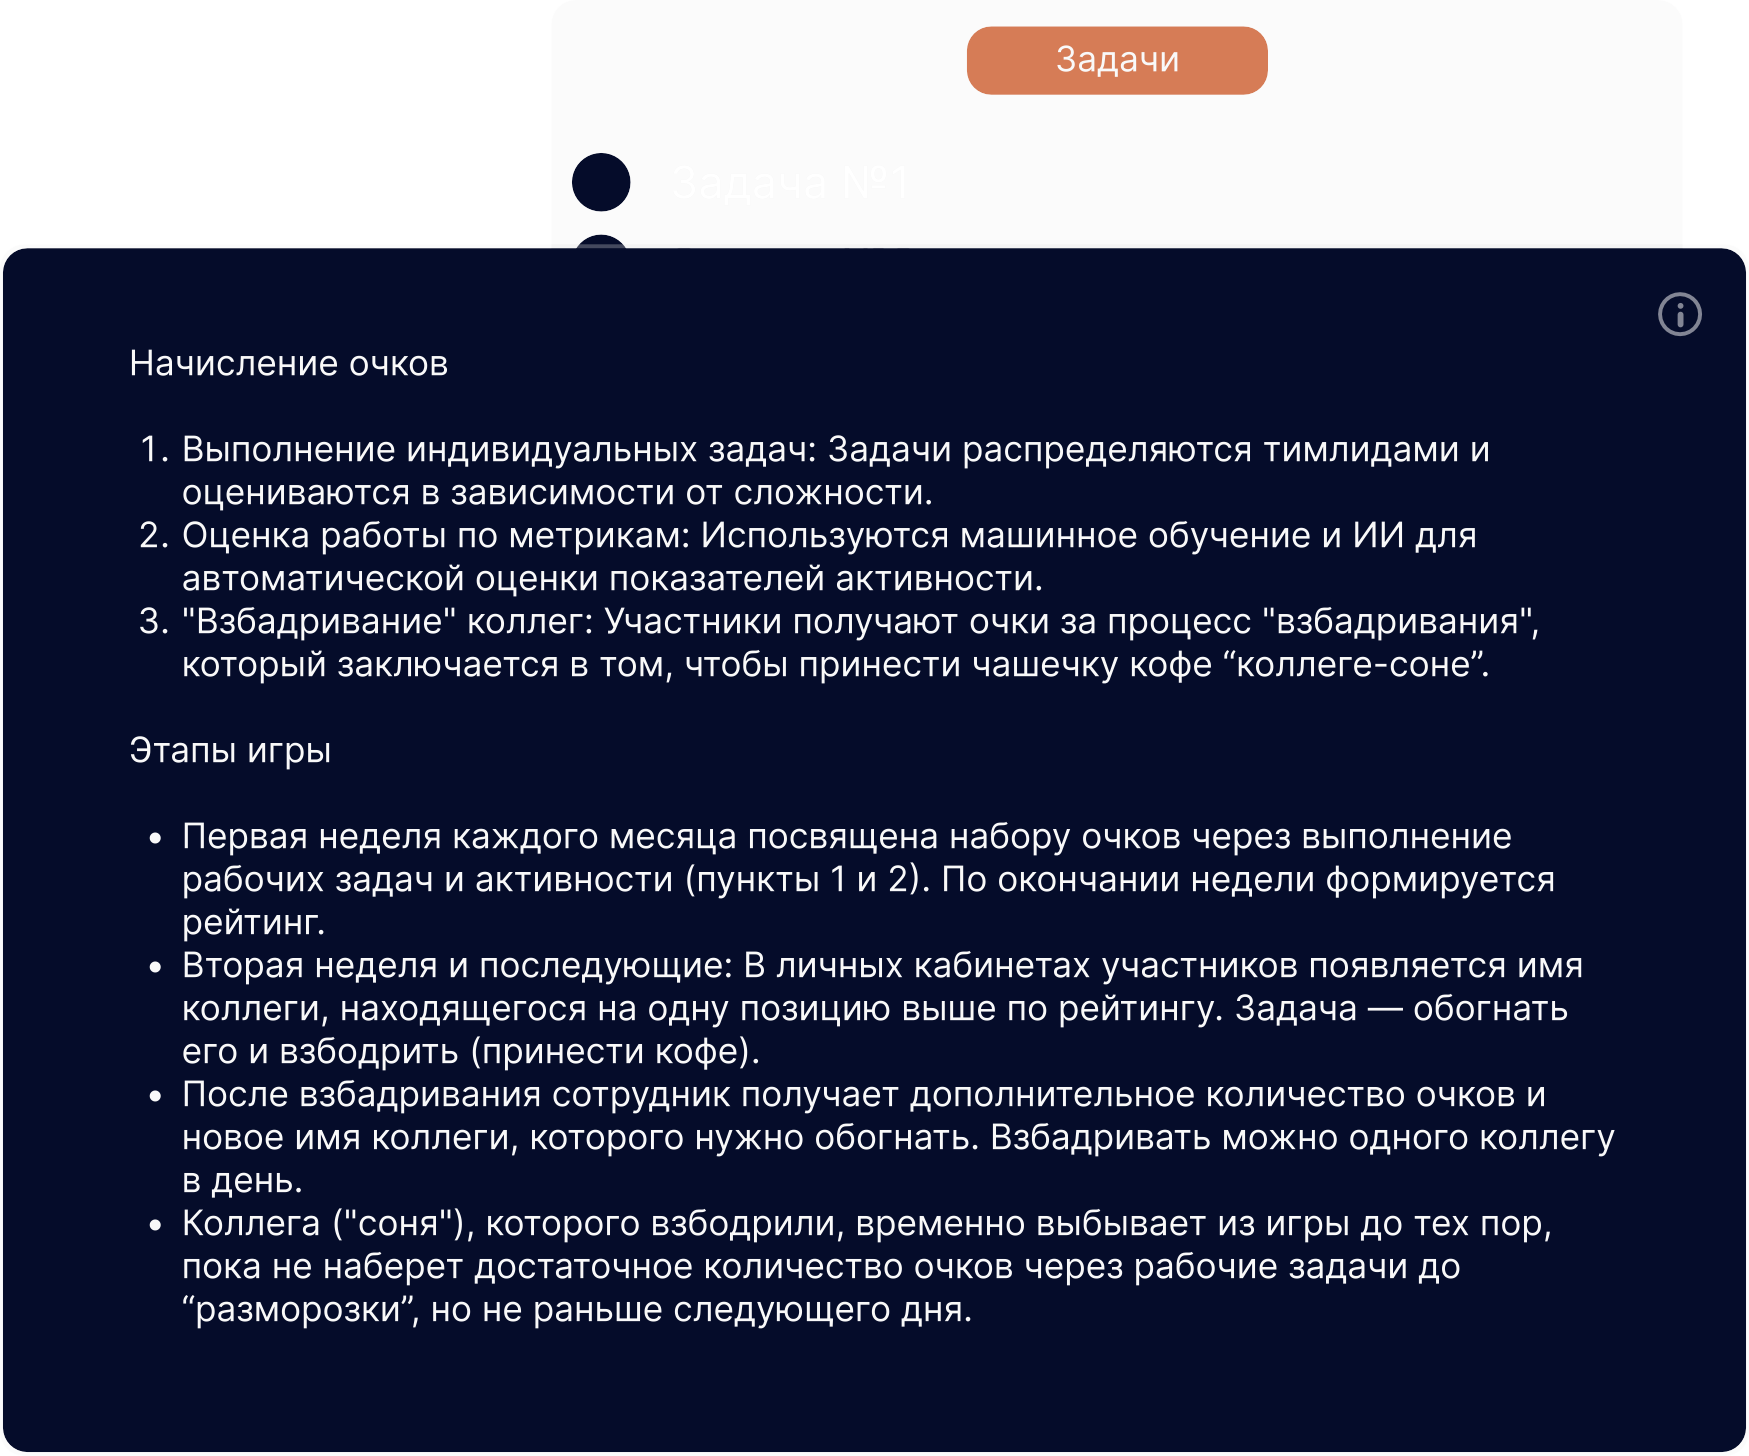 Задачи
Задача №1
Начисление очков
1. Выполнение индивидуальных задач: Задачи распределяются тимлидами и
оцениваются в зависимости от сложности.
2. Оценка работы по метрикам: Используются машинное обучение и ИИ для
автоматической оценки показателей активности.
3. "Взбадривание" коллег: Участники получают очки за процесс "взбадривания",
который заключается в том, чтобы принести чашечку кофе “коллеге-соне”.
Этапы игры
• Первая неделя каждого месяца посвящена набору очков через выполнение
рабочих задач и активности (пункты 1 и 2). По окончании недели формируется
рейтинг.
• Вторая неделя и последующие: В личных кабинетах участников появляется имя
коллеги, находящегося на одну позицию выше по рейтингу. Задача — обогнать
его и взбодрить (принести кофе).
• После взбадривания сотрудник получает дополнительное количество очков и
новое имя коллеги, которого нужно обогнать. Взбадривать можно одного коллегу
в день.
• Коллега ("соня"), которого взбодрили, временно выбывает из игры до тех пор,
пока не наберет достаточное количество очков через рабочие задачи до
“разморозки”, но не раньше следующего дня.